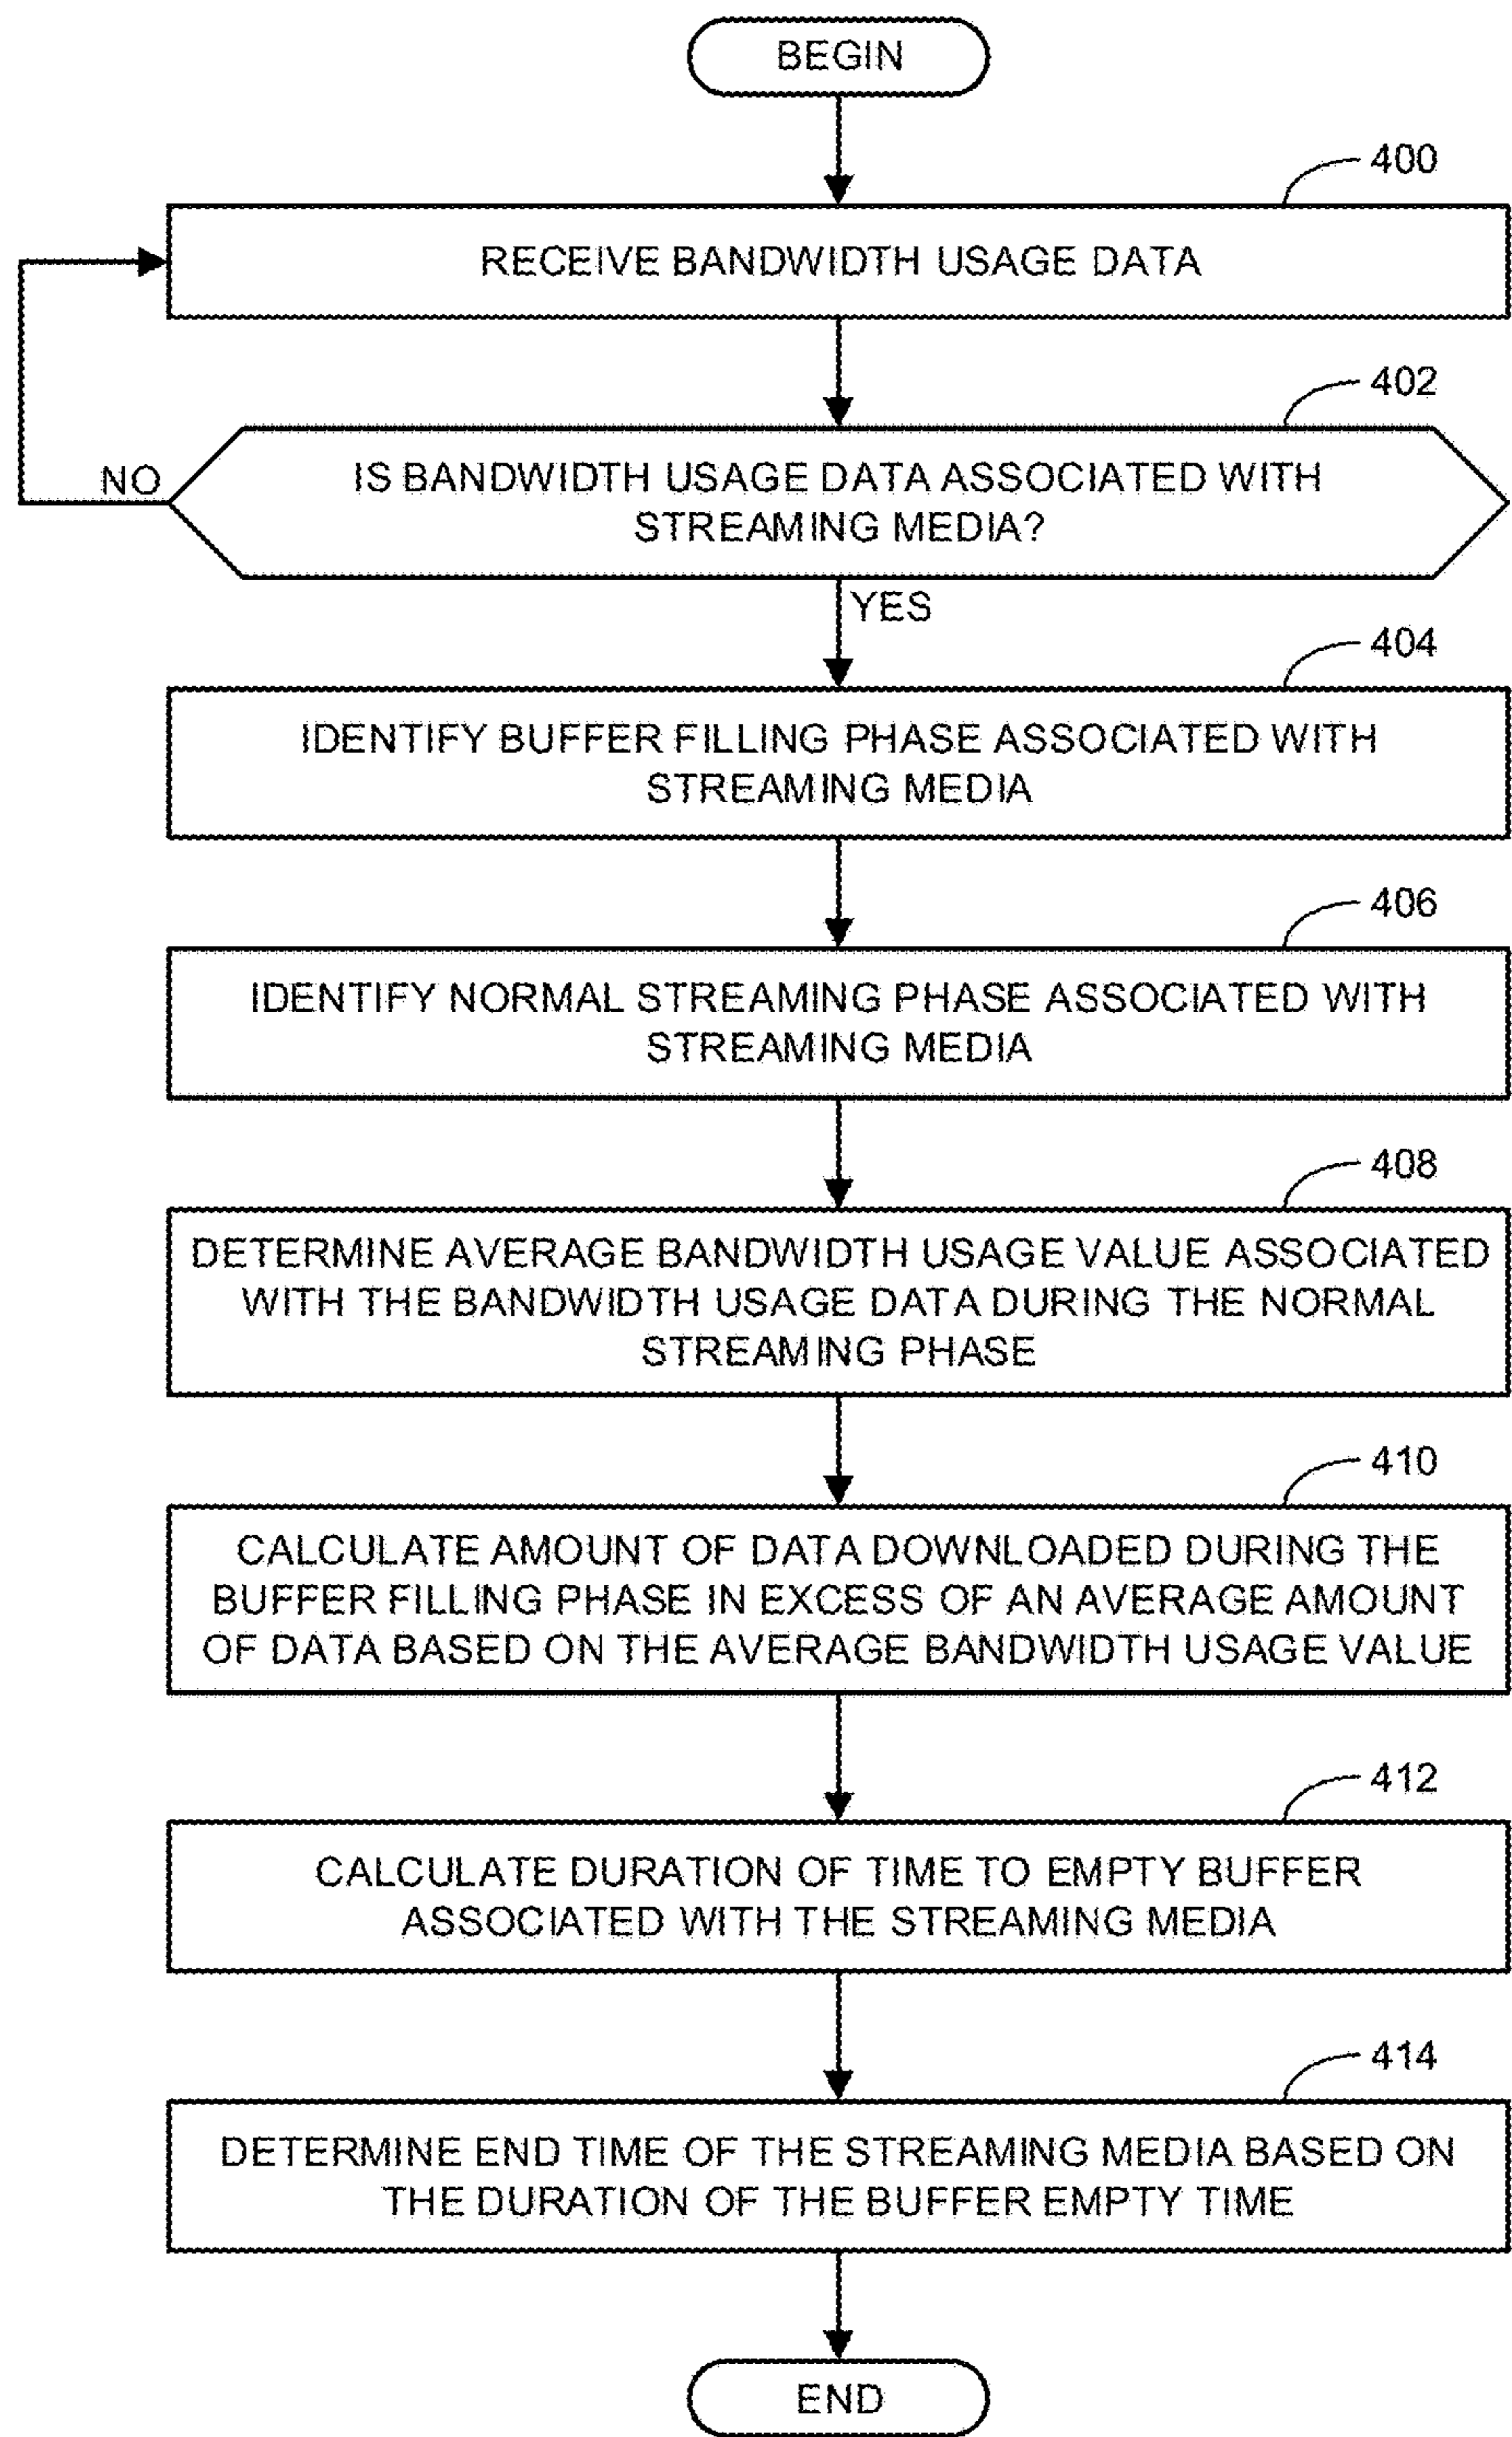 BEGIN
400
RECEIVE BANDWIDTH USAGE DATA
402
NO
IS BANDWIDTH USAGE DATA ASSOCIATED WITH
STREAMING MEDIA?
YES
404
IDENTIFY BUFFER FILLING PHASE ASSOCIATED WITH
STREAMING MEDIA
406
IDENTIFY NORMAL STREAMING PHASE ASSOCIATED WITH
STREAMING MEDIA
408
DETERMINE AVERAGE BANDWIDTH USAGE VALUE ASSOCIATED
WITH THE BANDWIDTH USAGE DATA DURING THE NORMAL
STREAMING PHASE
410
CALCULATE AMOUNT OF DATA DOWNLOADED DURING THE
BUFFER FILLING PHASE IN EXCESS OF AN AVERAGE AMOUNT
OF DATA BASED ON THE AVERAGE BANDWIDTH USAGE VALUE
412
CALCULATE DURATION OF TIME TO EMPTY BUFFER
ASSOCIATED WITH THE STREAMING MEDIA
414
DETERMINE END TIME OF THE STREAMING MEDIA BASED ON
THE DURATION OF THE BUFFER EMPTY TIME
END